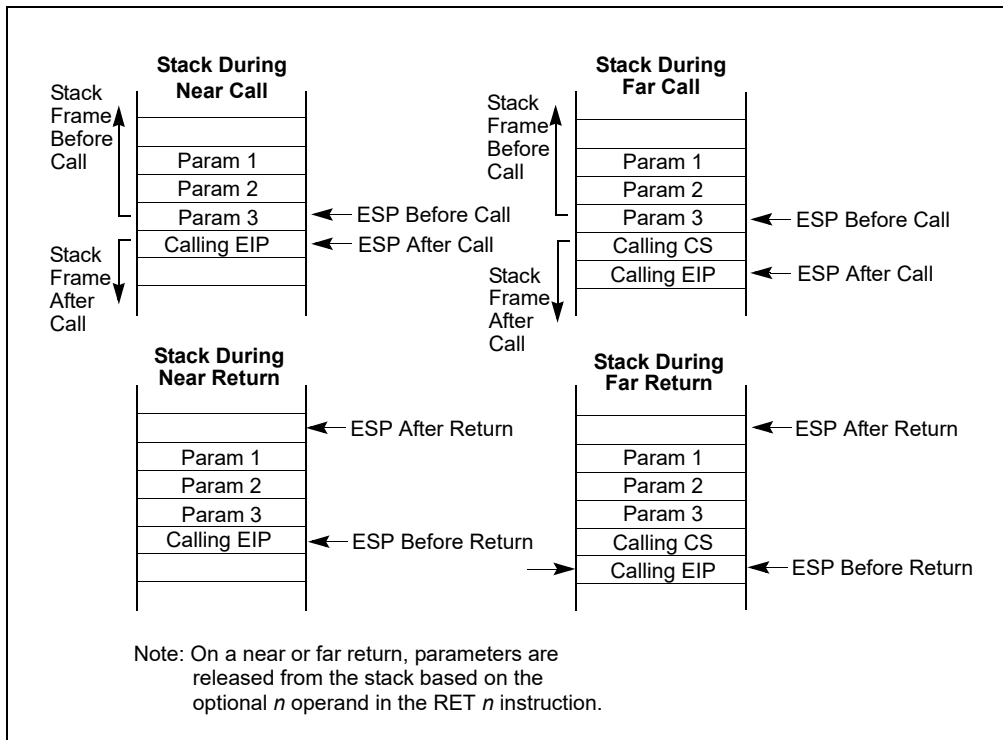 Stack During
Near Call
Stack
Frame
Before
Call
Param 1
Param 2
Param 3
ESP Before Call
Calling EIP
ESP After Call
Stack
Frame
After
Call
Stack During
Far Call
Stack
Frame
Before
Call
Param 1
Param 2
Param 3
ESP Before Call
Calling CS
Calling EIP
ESP After Call
Stack
Frame
After
Call
Stack During
Near Return
ESP After Return
Param 1
Param 2
Param 3
Calling EIP
ESP Before Return
Stack During
Far Return
ESP After Return
Param 1
Param 2
Param 3
Calling CS
Calling EIP
ESP Before Return
Note: On a near or far return, parameters are
released from the stack based on the
optional n operand in the RET n instruction.